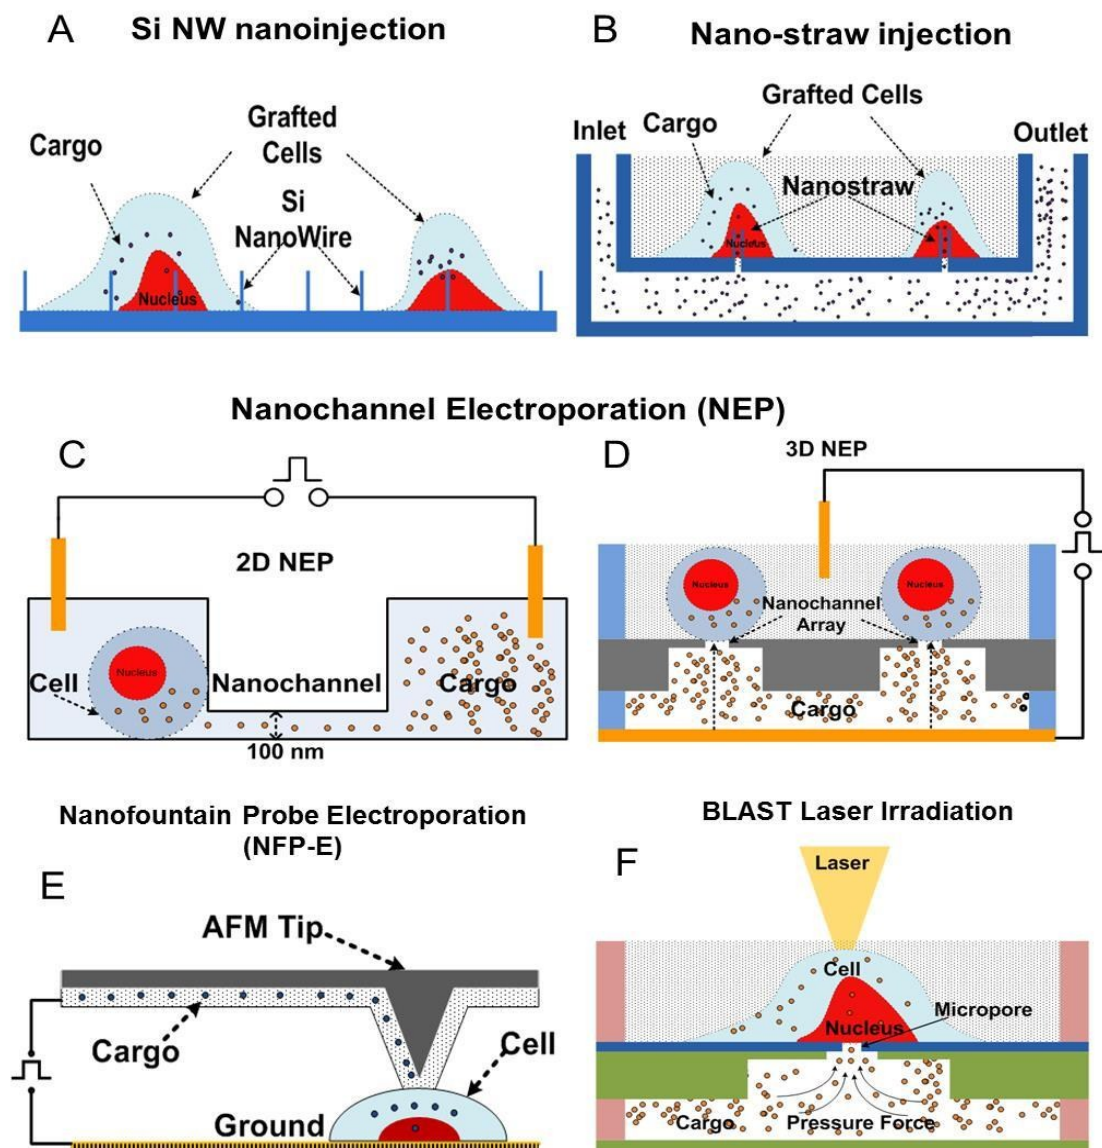 A
Si NW nanoinjection
Cargo
Grafted
Cells
Si
NanoWire
Nucleus
B
Nano-straw injection
Grafted Cells
Inlet
Cargo
Outlet
Nanostraw
Nucleus
Nanochannel Electroporation (NEP)
C
2D NEP
Nucleus
Cell
Nanochannel
Cargo
100 nm
D
3D NEP
Nucleus
Nucleus
Nanochannel
Array
Cargo
Nanofountain Probe Electroporation
(NFP-E)
E
AFM Tip
Cargo
Cell
Ground
BLAST Laser Irradiation
F
Laser
Cell
Micropore
Nucleus
Cargo
Pressure Force